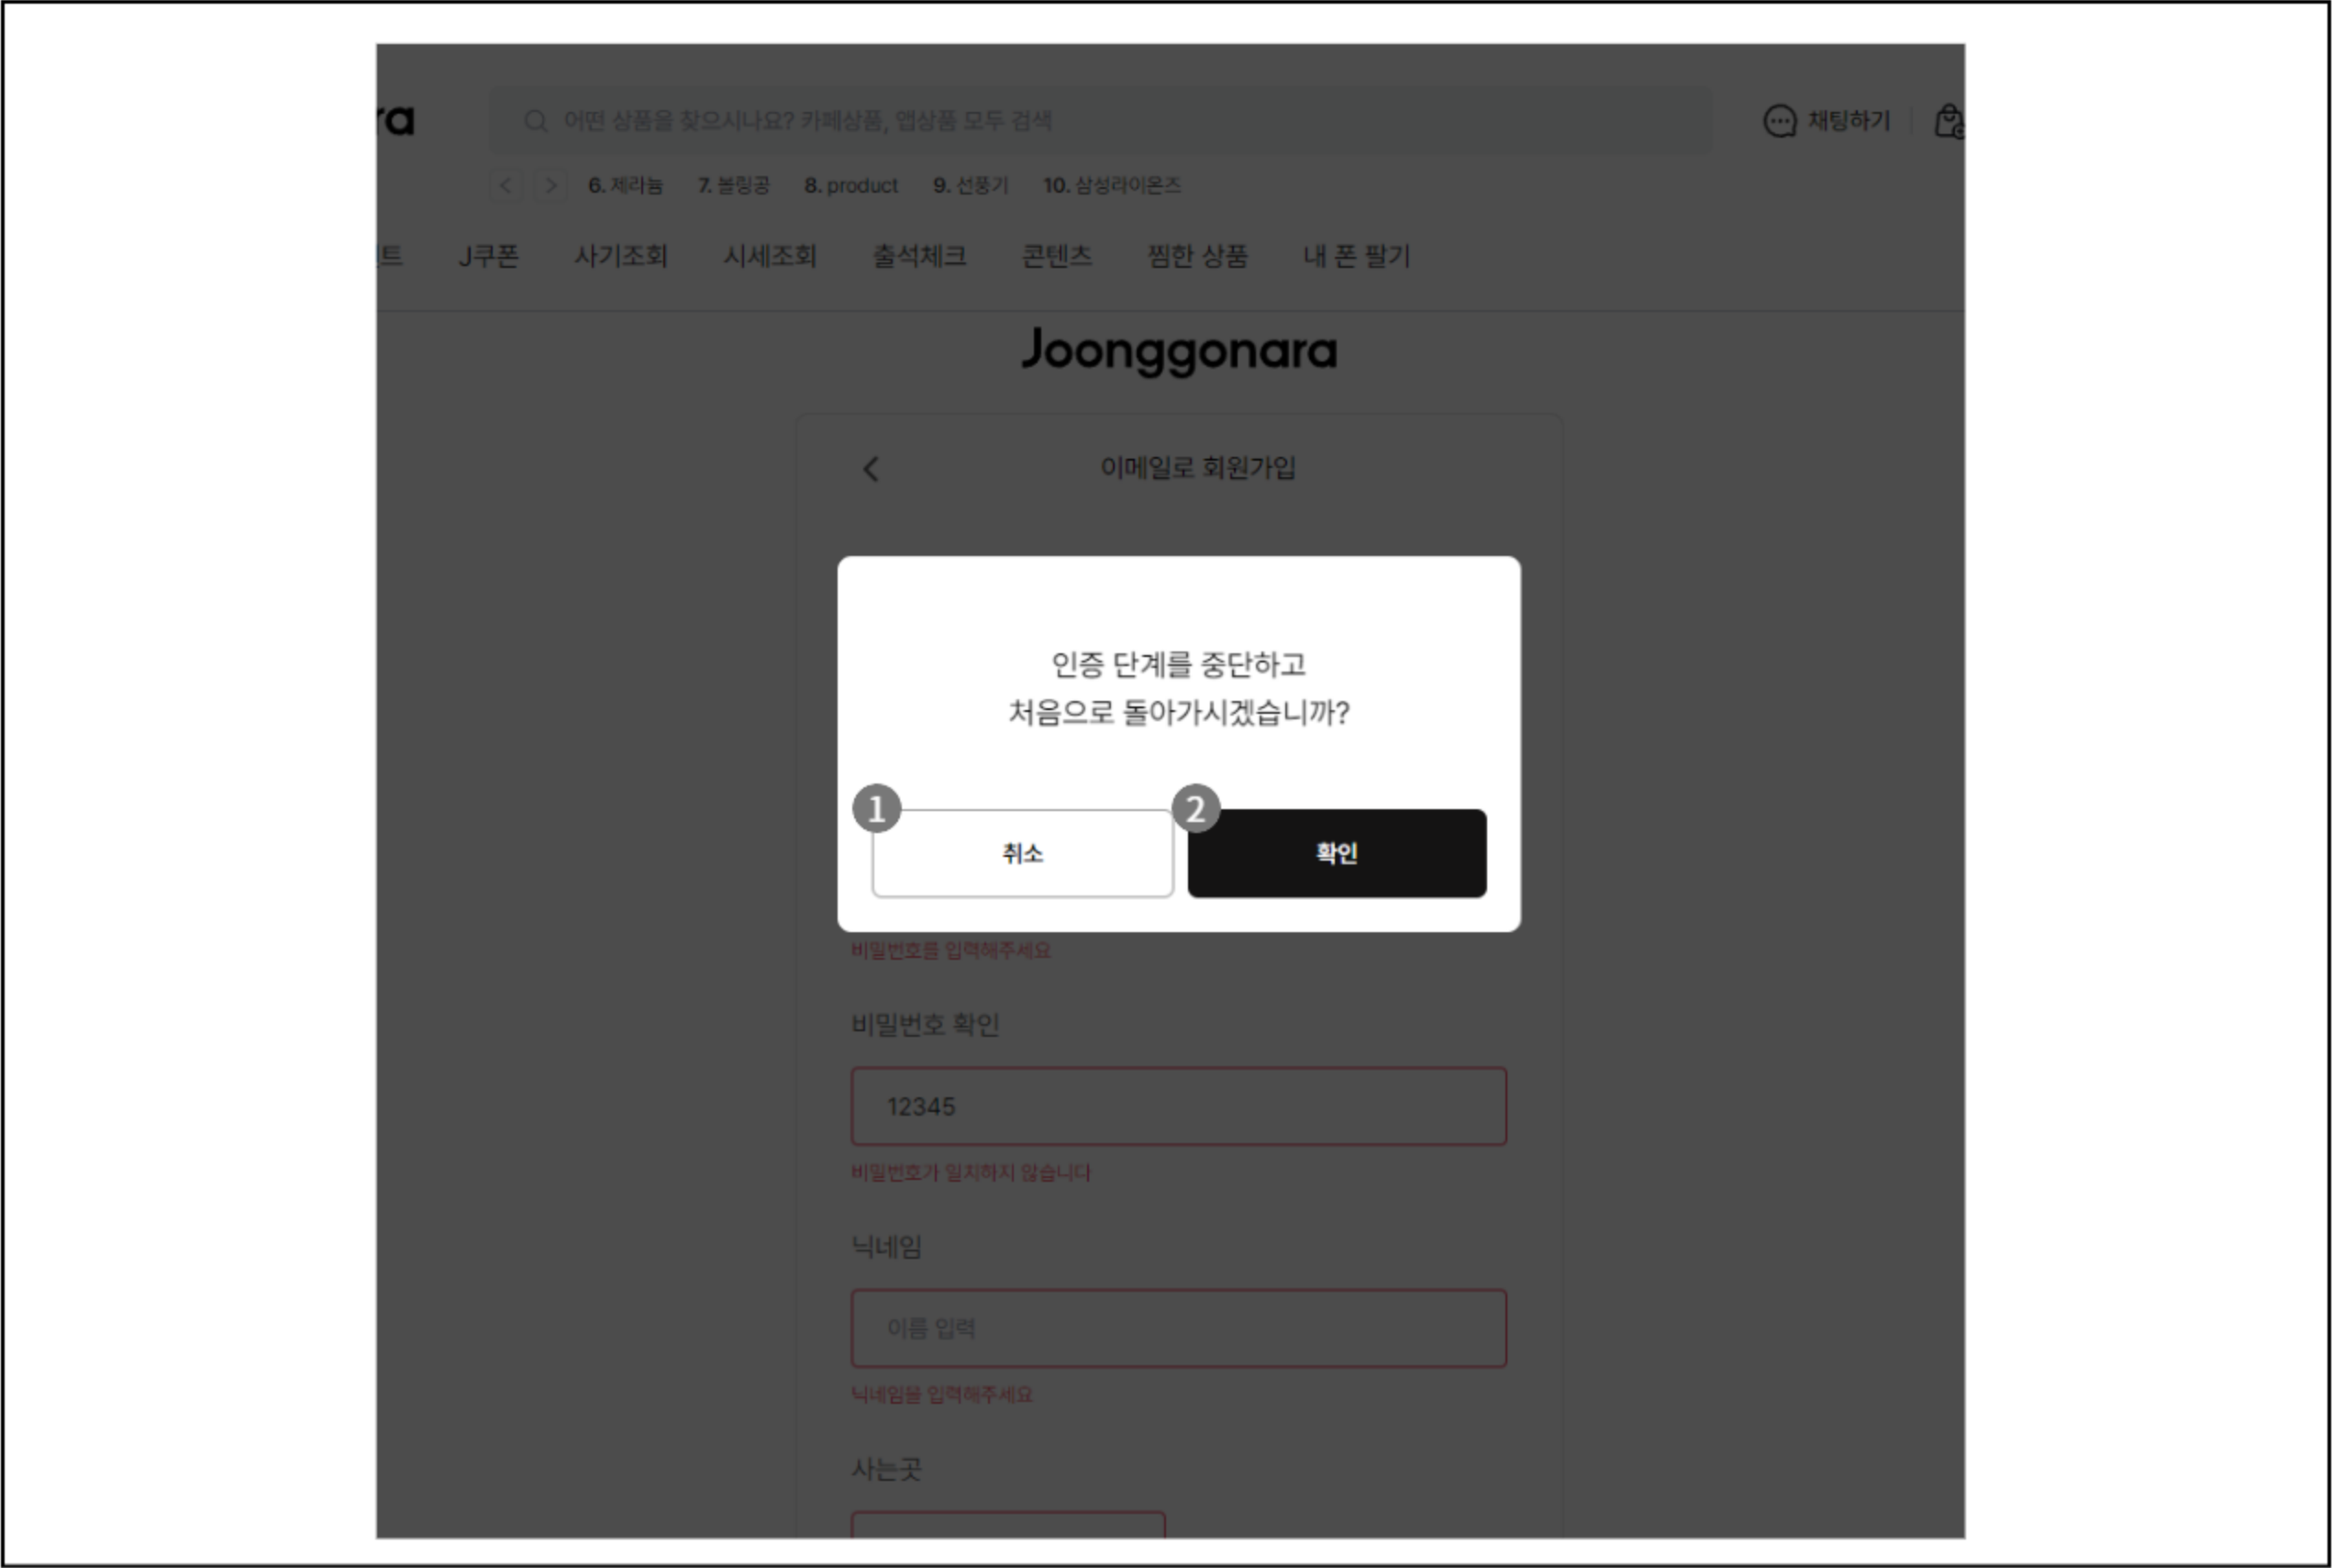 ra
어떤 상품을 찾으시나요? 카페상품, 앱상품 모두 검색
채팅하기
6. 제라늄 7. 볼링공 8. product 9. 선풍기 10. 삼성라이온즈
트 J쿠폰 사기조회 시세조회 출석체크 콘텐츠 찜한 상품 내 폰 팔기
Joonggonara
이메일로 회원가입
인증 단계를 중단하고
처음으로 돌아가시겠습니까?
1 2
취소 확인
비밀번호를 입력해주세요
비밀번호 확인
12345
비밀번호가 일치하지 않습니다
닉네임
이름 입력
닉네임을 입력해주세요
사는곳